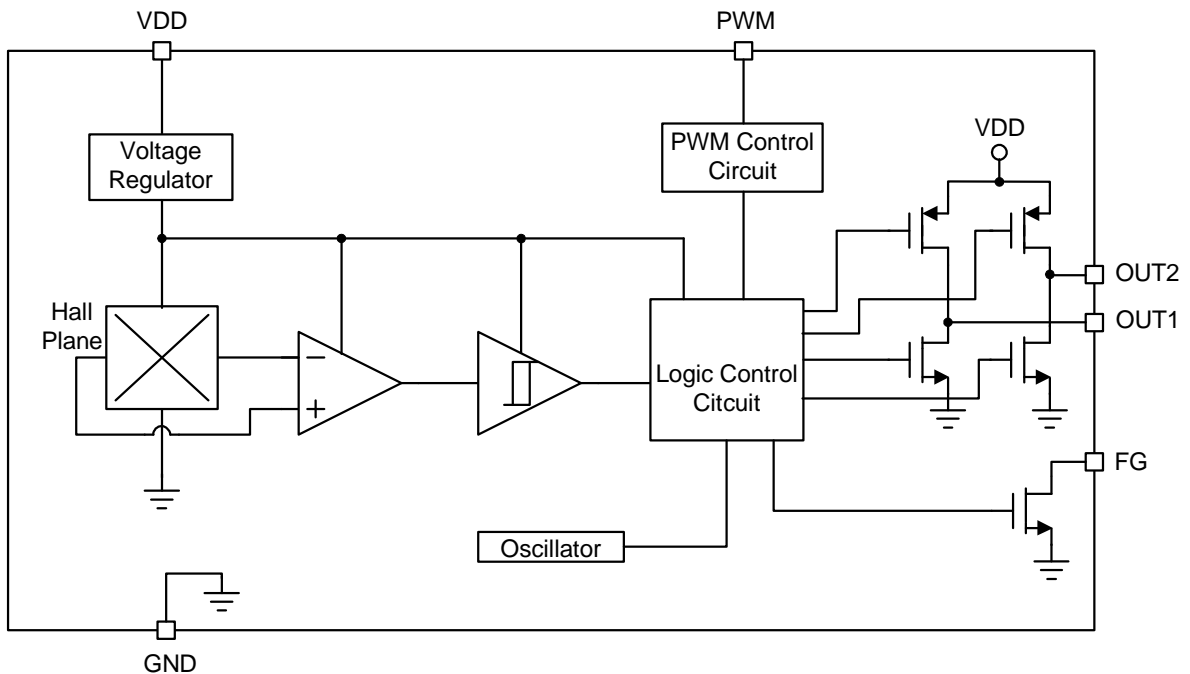 VDD
PWM
Voltage
Regulator
PWM Control
Circuit
VDD
Hall
Plane
−
+
Logic Control
Citcuit
OUT2
OUT1
FG
Oscillator
GND